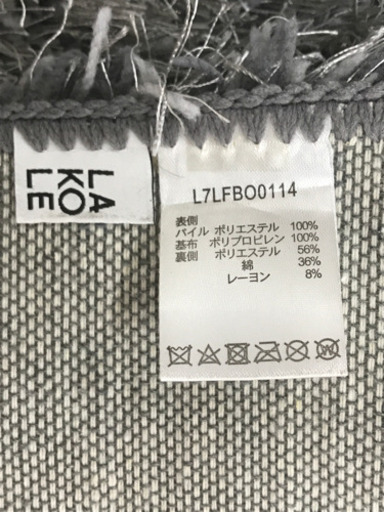 LA
KO
LE
L7LFBO0114
表側
パイル ポリエステル 100%
基布 ポリプロピレン 100%
裏側 ポリエステル 56%
綿 36%
レーヨン 8%